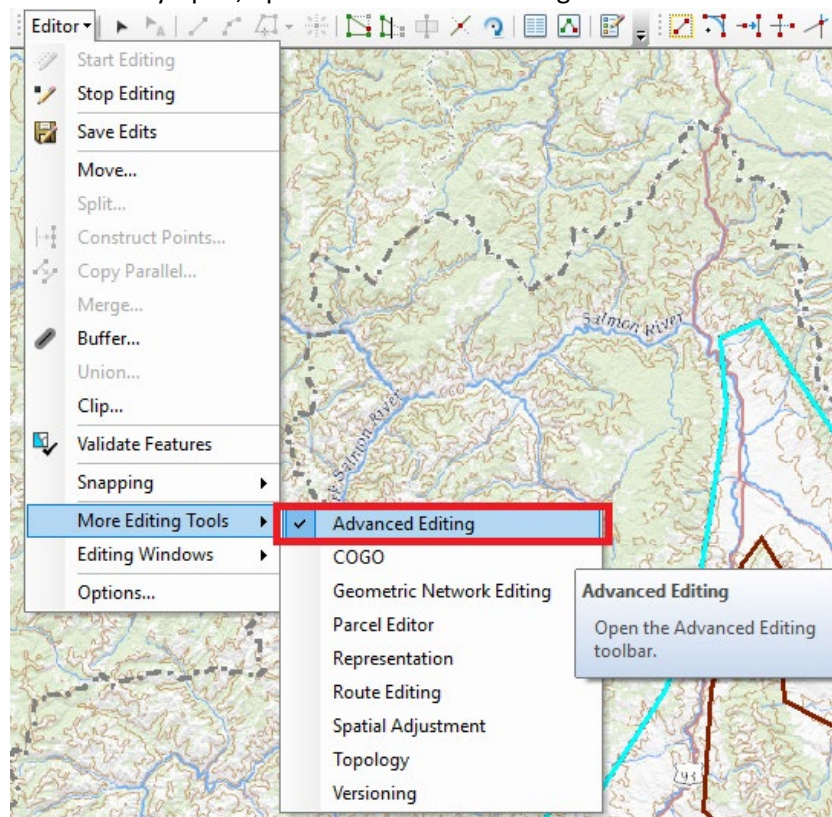 Editor
Start Editing
Stop Editing
Save Edits
Move...
Split...
Construct Points...
Copy Parallel...
Merge...
Buffer...
Union...
Clip...
Validate Features
Snapping
More Editing Tools
Editing Windows
Options...
Advanced Editing
COGO
Geometric Network Editing
Parcel Editor
Representation
Route Editing
Spatial Adjustment
Topology
Versioning
Advanced Editing
Open the Advanced Editing
toolbar.
Salmon River
Salmon River
93